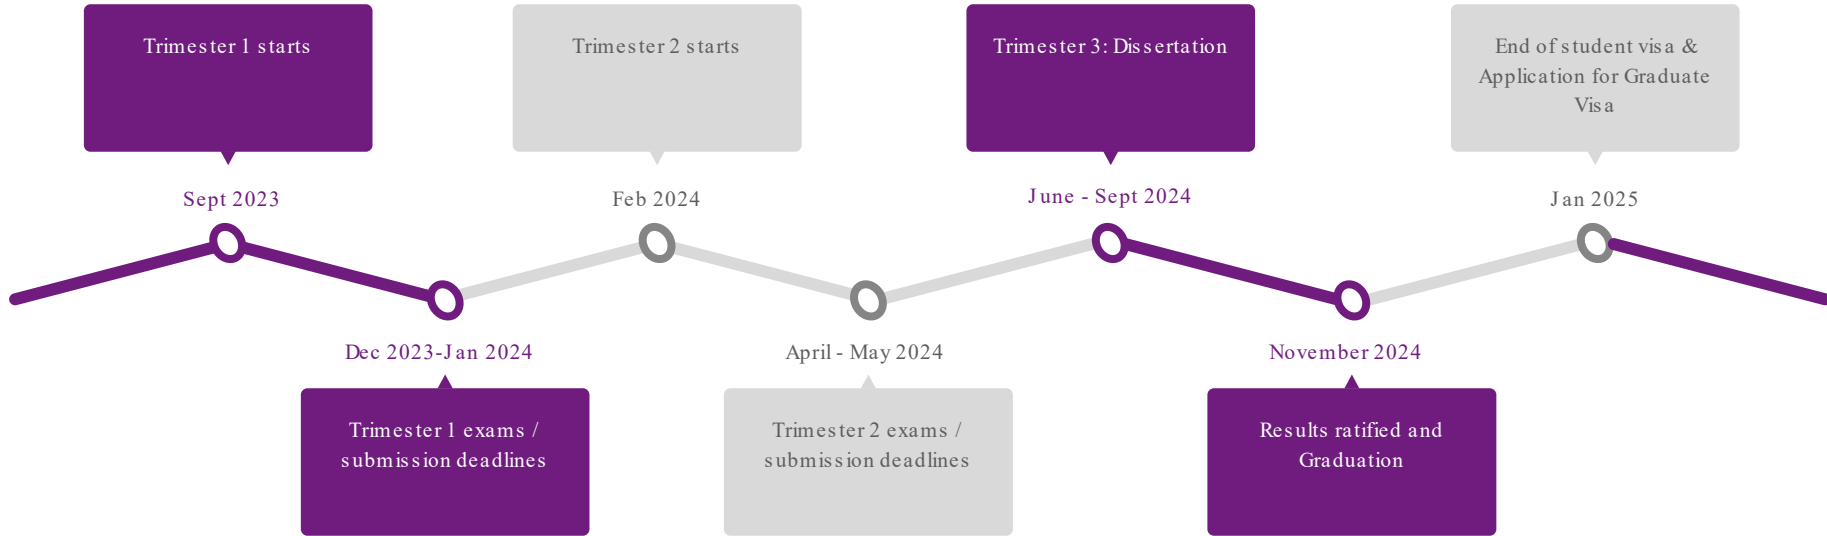 Trimester 1 starts
Sept 2023
Dec 2023-Jan 2024
Trimester 1 exams /
submission deadlines
Trimester 2 starts
Feb 2024
April - May 2024
Trimester 2 exams /
submission deadlines
Trimester 3: Dissertation
June - Sept 2024
November 2024
Results ratified and
Graduation
End of student visa &
Application for Graduate
Visa
Jan 2025